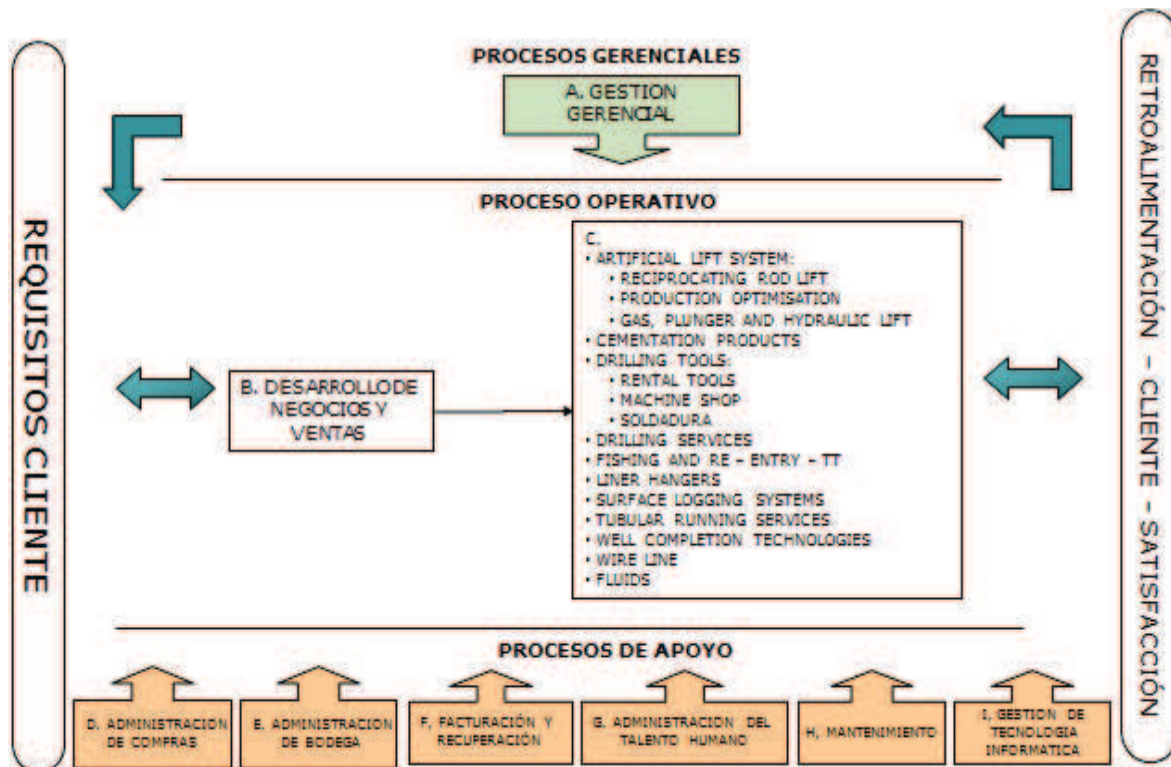 PROCESOS GERENCIALES
A. GESTION
GERENCIAL
REQUISITOS CLIENTE
PROCESO OPERATIVO
B. DESARROLLO DE
NEGOCIOS Y
VENTAS
C.
• ARTIFICIAL LIFT SYSTEM:
• RECIPROCATING ROD LIFT
• PRODUCTION OPTIMISATION
• GAS, PLUNGER AND HYDRAULIC LIFT
• CEMENTATION PRODUCTS
• DRILLING TOOLS:
• RENTAL TOOLS
• MACHINE SHOP
• SOLDADURA
• DRILLING SERVICES
• FISHING AND RE – ENTRY – TT
• LINER HANGERS
• SURFACE LOGGING SYSTEMS
• TUBULAR RUNNING SERVICES
• WELL COMPLETION TECHNOLOGIES
• WIRE LINE
• FLUIDS
RETROALIMENTACIÓN – CLIENTE – SATISFACCIÓN
PROCESOS DE APOYO
D. ADMINISTRACION
DE COMPRAS
E. ADMINISTRACION
DE BODEGA
F. FACTURACIÓN Y
RECUPERACIÓN
G. ADMINISTRACION DEL
TALENTO HUMANO
H. MANTENIMIENTO
I. GESTION DE
TECNOLOGIA
INFORMATICA